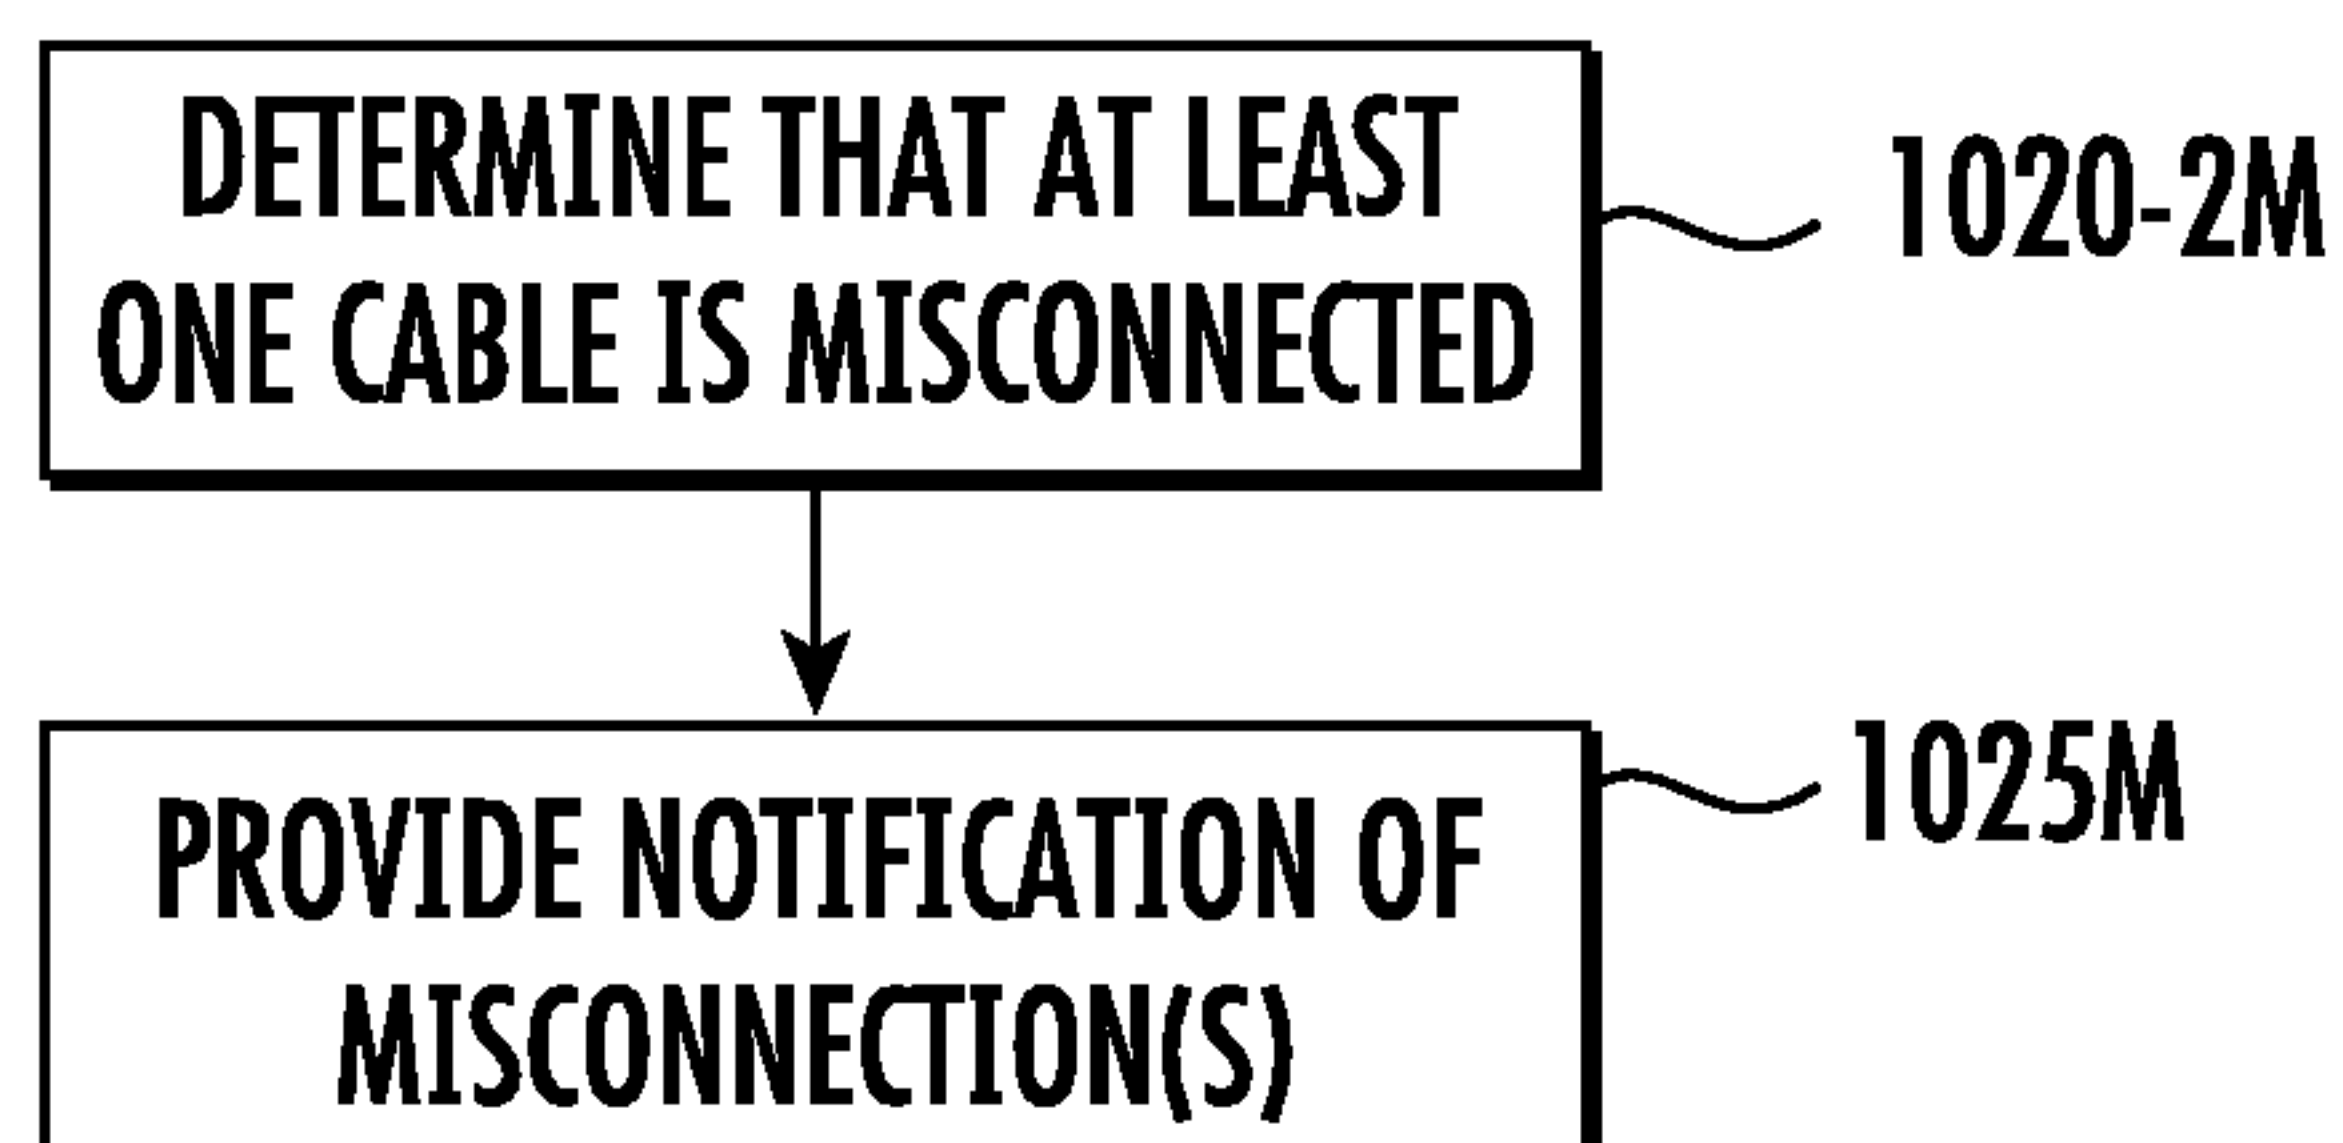 DETERMINE THAT AT LEAST
ONE CABLE IS MISCONNECTED
1020-2M
PROVIDE NOTIFICATION OF
MISCONNECTION(S)
1025M